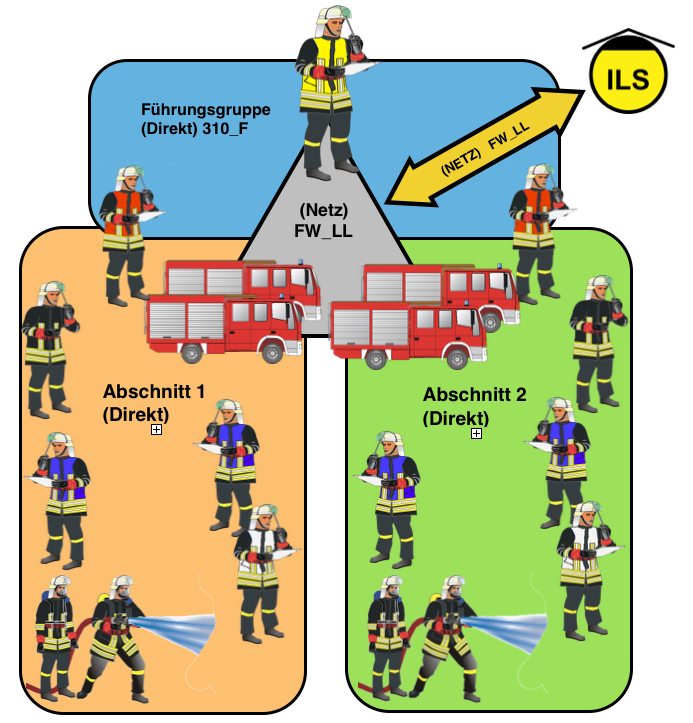 ILS
Führungsgruppe
(Direkt) 310_F
(NETZ) FW_LL
(Netz)
FW_LL
Abschnitt 1
(Direkt)
Abschnitt 2
(Direkt)